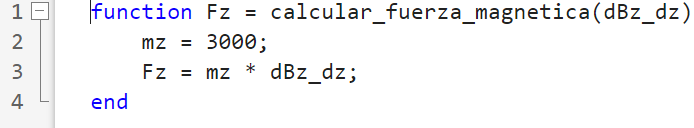 1 function Fz = calcular_fuerza_magnetica(dBz_dz)
2 mz = 3000;
3 Fz = mz * dBz_dz;
4 end